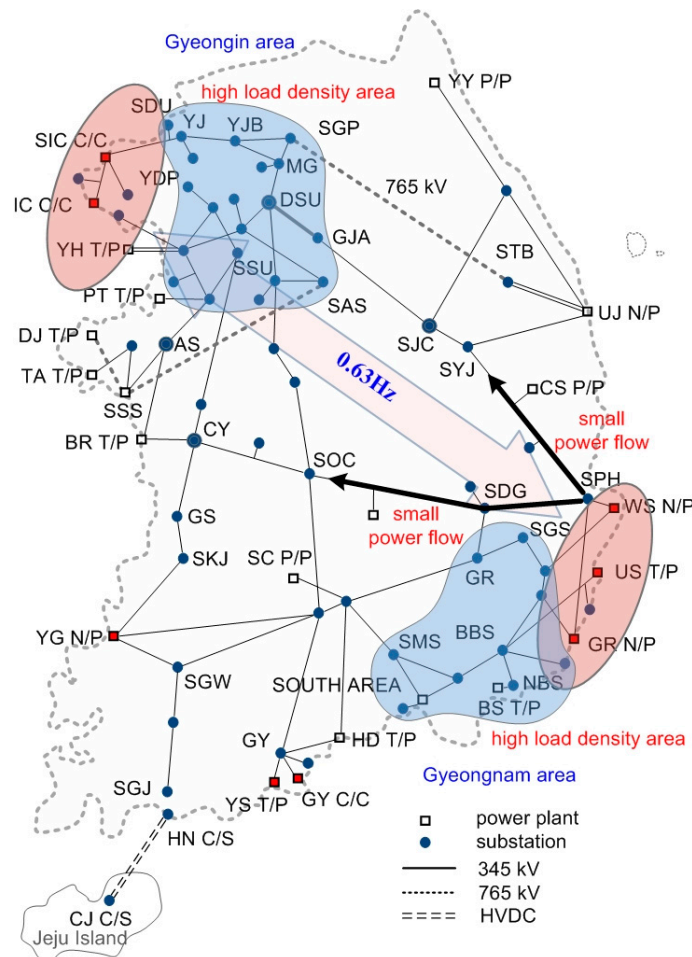 Gyeongin area
YY P/P
high load density area
SDU
YJ
YJB
SGP
SIC C/C
MG
YDP
765 kV
IC C/C
DSU
GJA
STB
YH T/P
SSU
PT T/P
SAS
UJ N/P
DJ T/P
AS
SJC
SYJ
TA T/P
0.63Hz
CS P/P
SSS
small
power flow
BR T/P
CY
SOC
SPH
SDG
WS N/P
GS
small
power flow
SGS
SKJ
SC P/P
GR
US T/P
YG N/P
SMS
BBS
GR N/P
SGW
SOUTH AREA
NBS
BS T/P
GY
HD T/P
high load density area
SGJ
YS T/P
GY C/C
Gyeongnam area
HN C/S
power plant
substation
345 kV
765 kV
HVDC
CJ C/S
Jeju Island